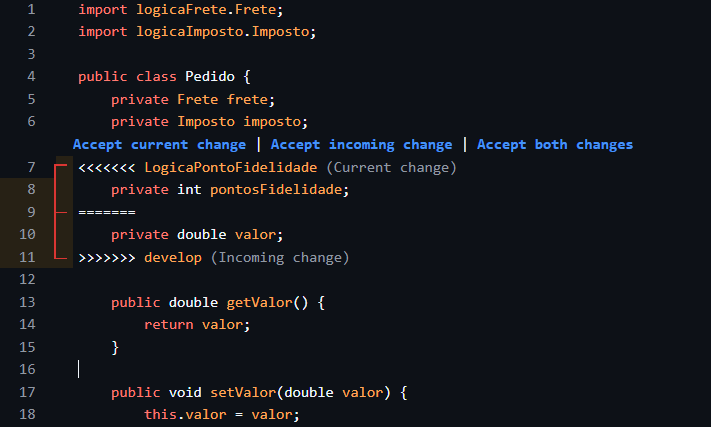 1 import logicaFrete.Frete;
2 import logicaImposto.Imposto;
3
4 public class Pedido {
5     private Frete frete;
6     private Imposto imposto;
Accept current change | Accept incoming change | Accept both changes
7 <<<<<<< LogicaPontoFidelidade (Current change)
8     private int pontosFidelidade;
9 =======
10     private double valor;
11 >>>>>>> develop (Incoming change)
12
13     public double getValor() {
14         return valor;
15     }
16
17     public void setValor(double valor) {
18         this.valor = valor;